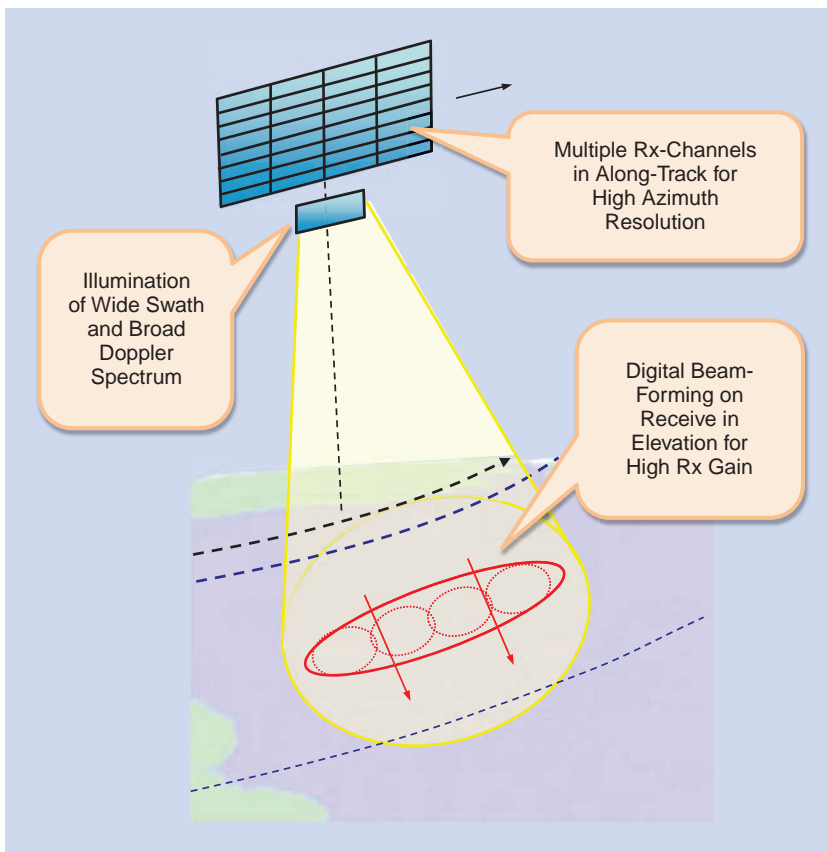 Multiple Rx-Channels
in Along-Track for
High Azimuth
Resolution
Illumination
of Wide Swath
and Broad
Doppler
Spectrum
Digital Beam-
Forming on
Receive in
Elevation for
High Rx Gain